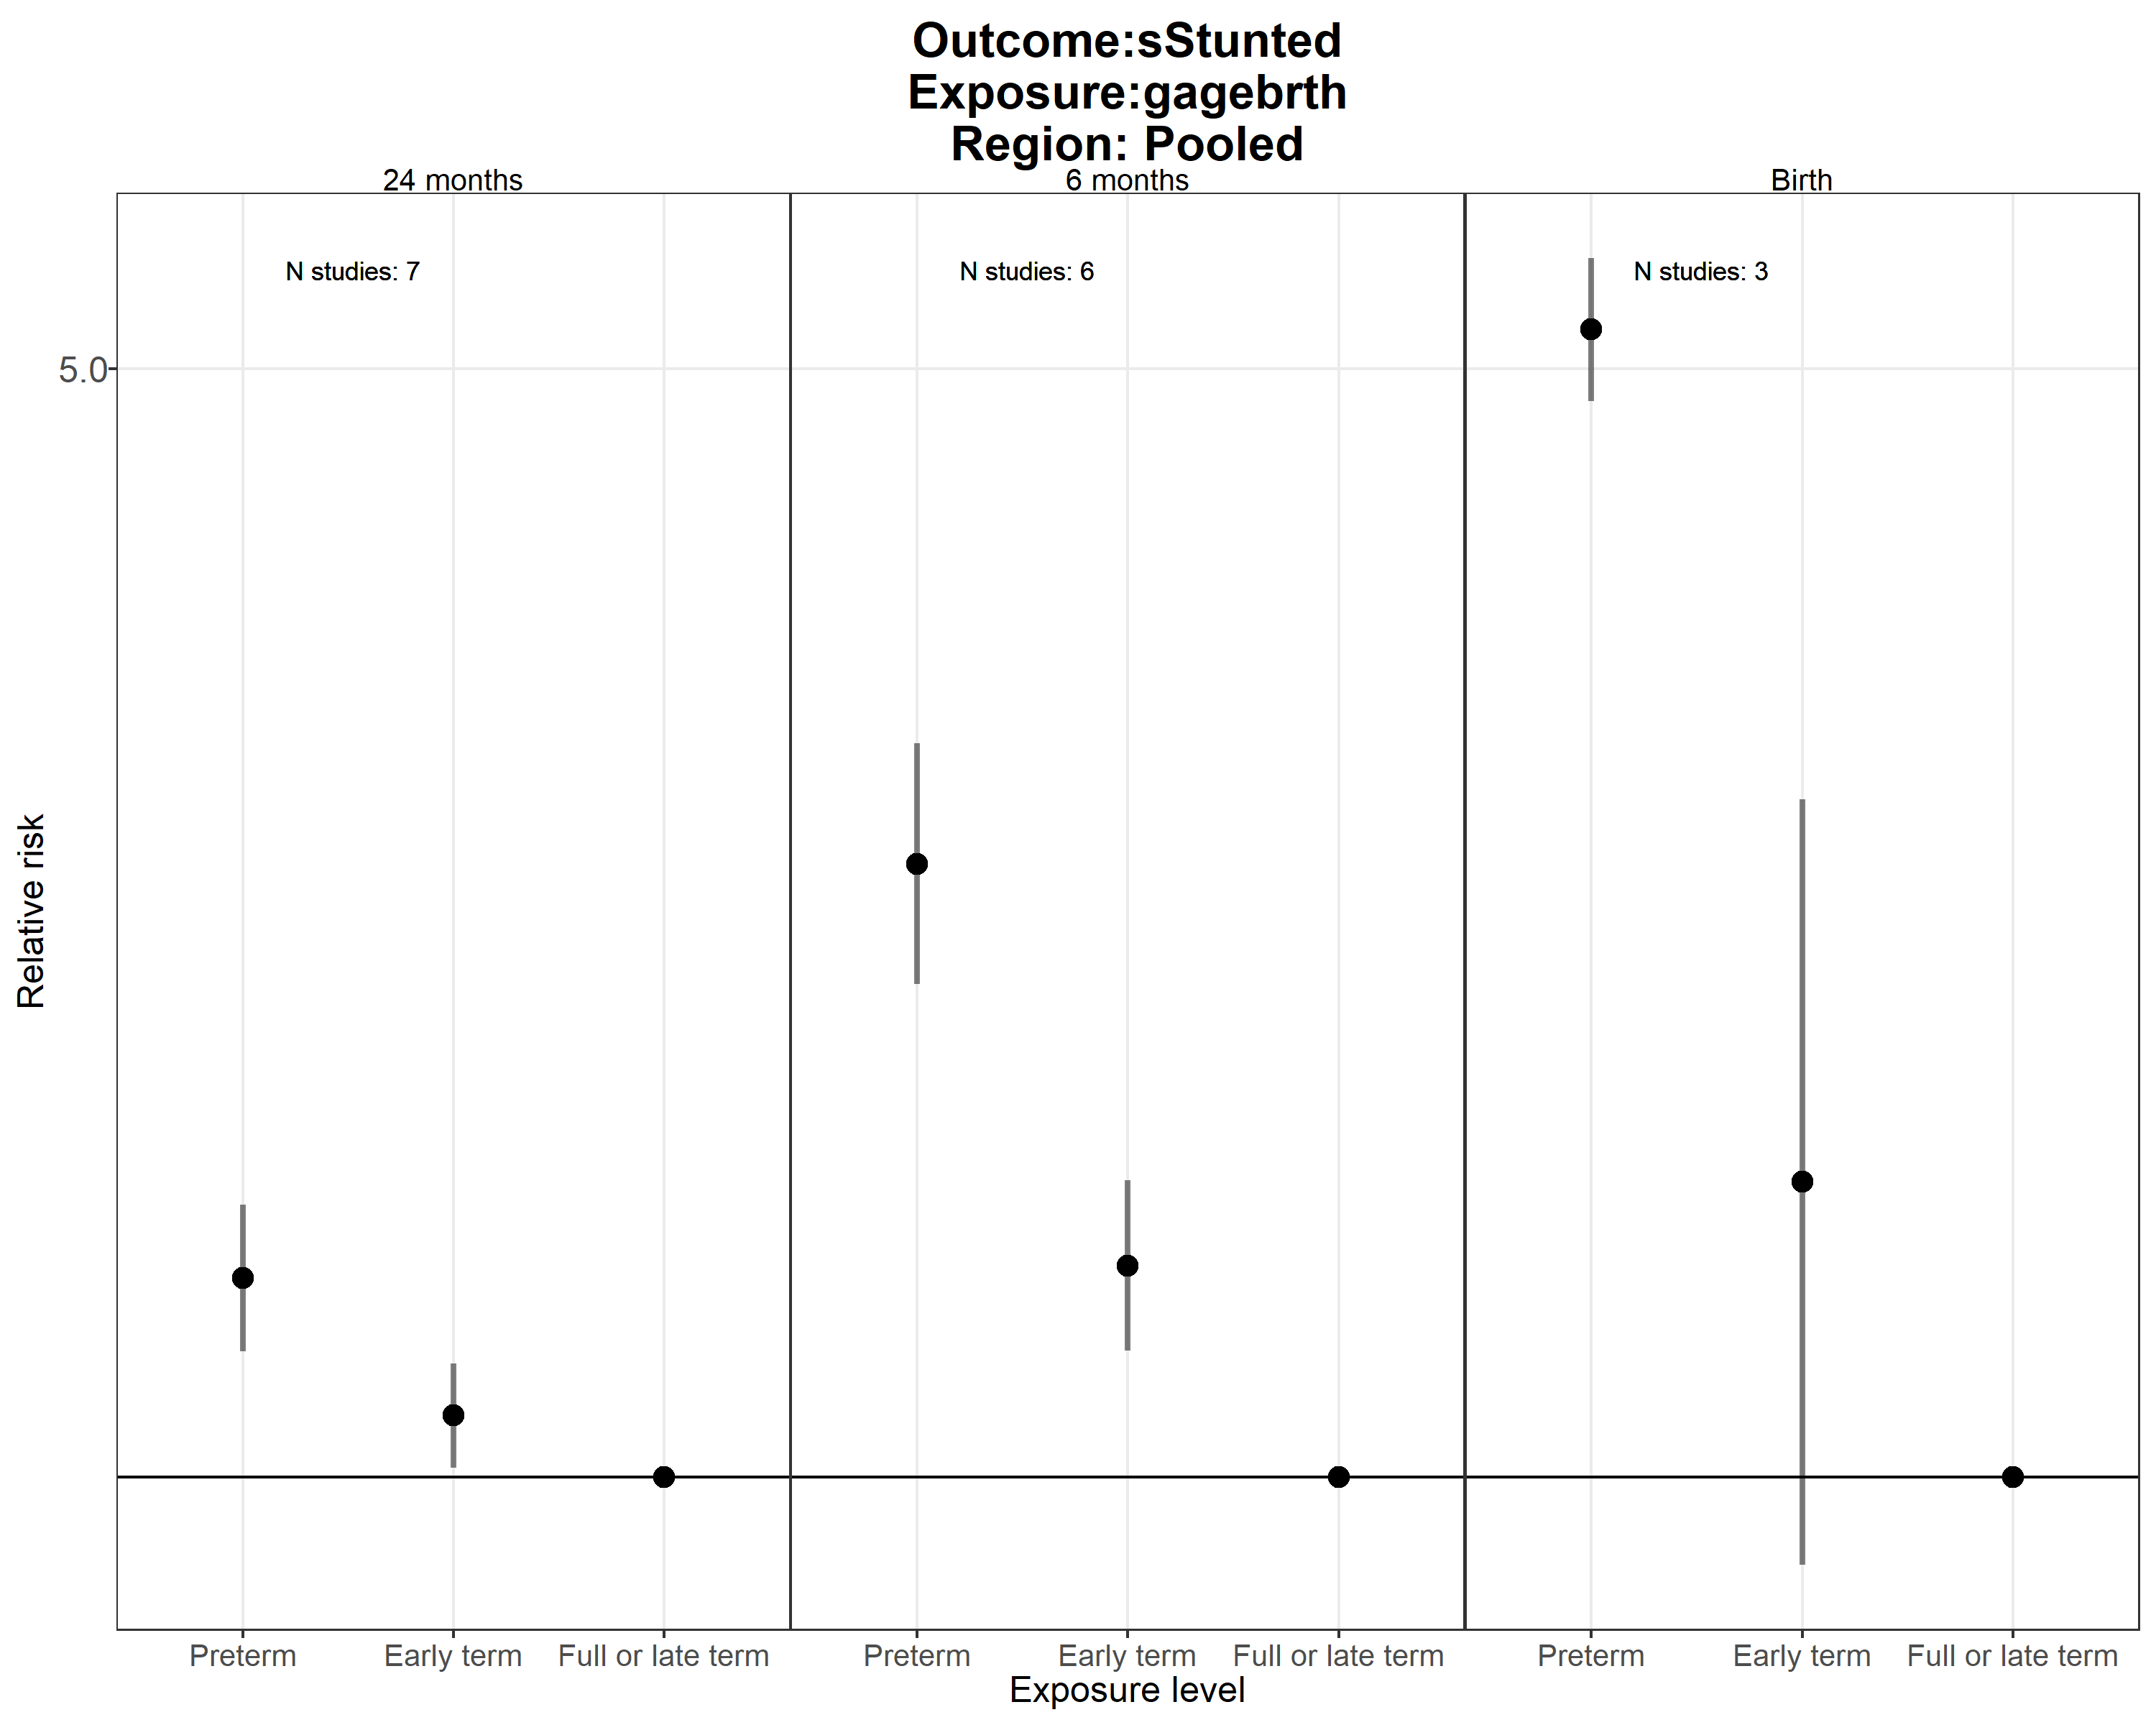 Outcome:sStunted
Exposure:gagebrth
Region: Pooled
24 months
6 months
Birth
N studies: 7
N studies: 6
N studies: 3
5.0
Relative risk
Preterm
Early term
Full or late term
Preterm
Early term
Full or late term
Preterm
Early term
Full or late term
Exposure level